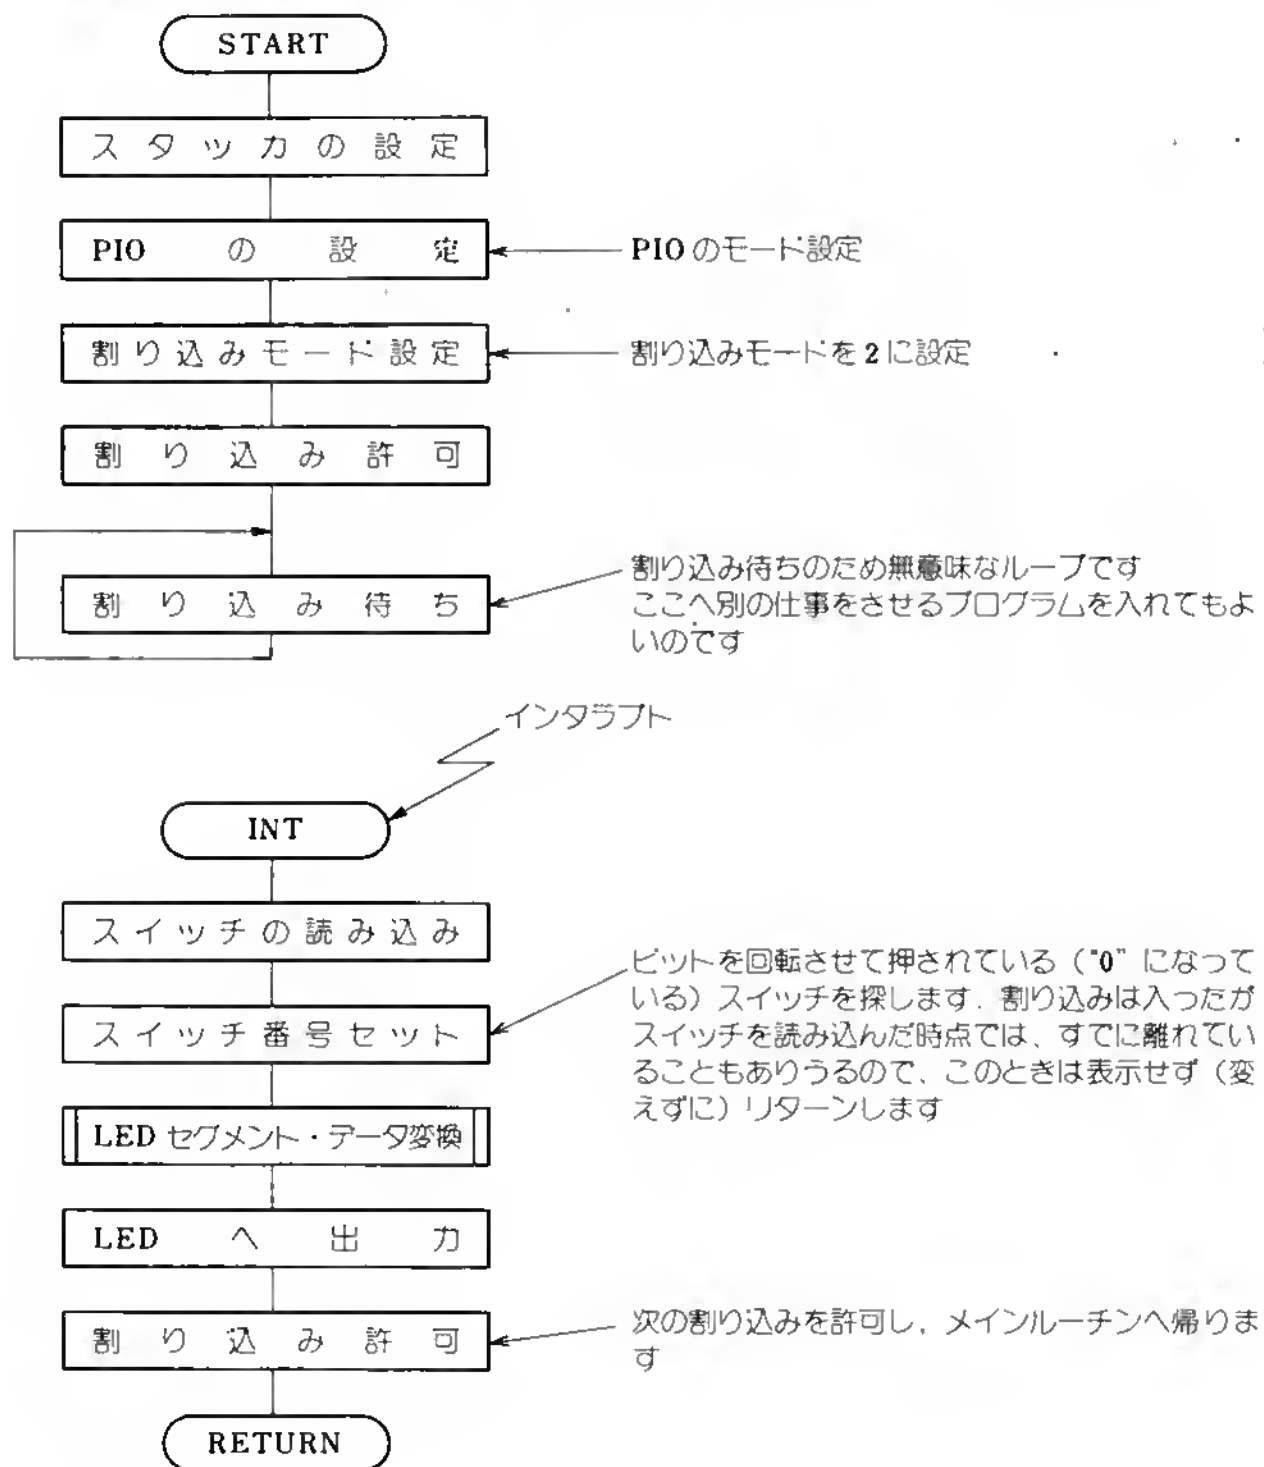 START
スタッカの設定
PIOの設定
PIOのモード設定
割り込みモード設定
割り込みモードを2に設定
割り込み許可
割り込み待ち
割り込み待ちのため無意味なループです
ここへ別の仕事をさせるプログラムを入れてもよ
いのです
インタラプト
INT
スイッチの読み込み
スイッチ番号セット
ビットを回転させて押されている（"0"になって
いる）スイッチを探します．割り込みは入ったが
スイッチを読み込んだ時点では、すでに離れてい
ることもありうるので、このときは表示せず（変
えずに）リターンします
LEDセグメント・データ変換
LEDへ出力
割り込み許可
次の割り込みを許可し，メインルーチンへ帰りま
す
RETURN